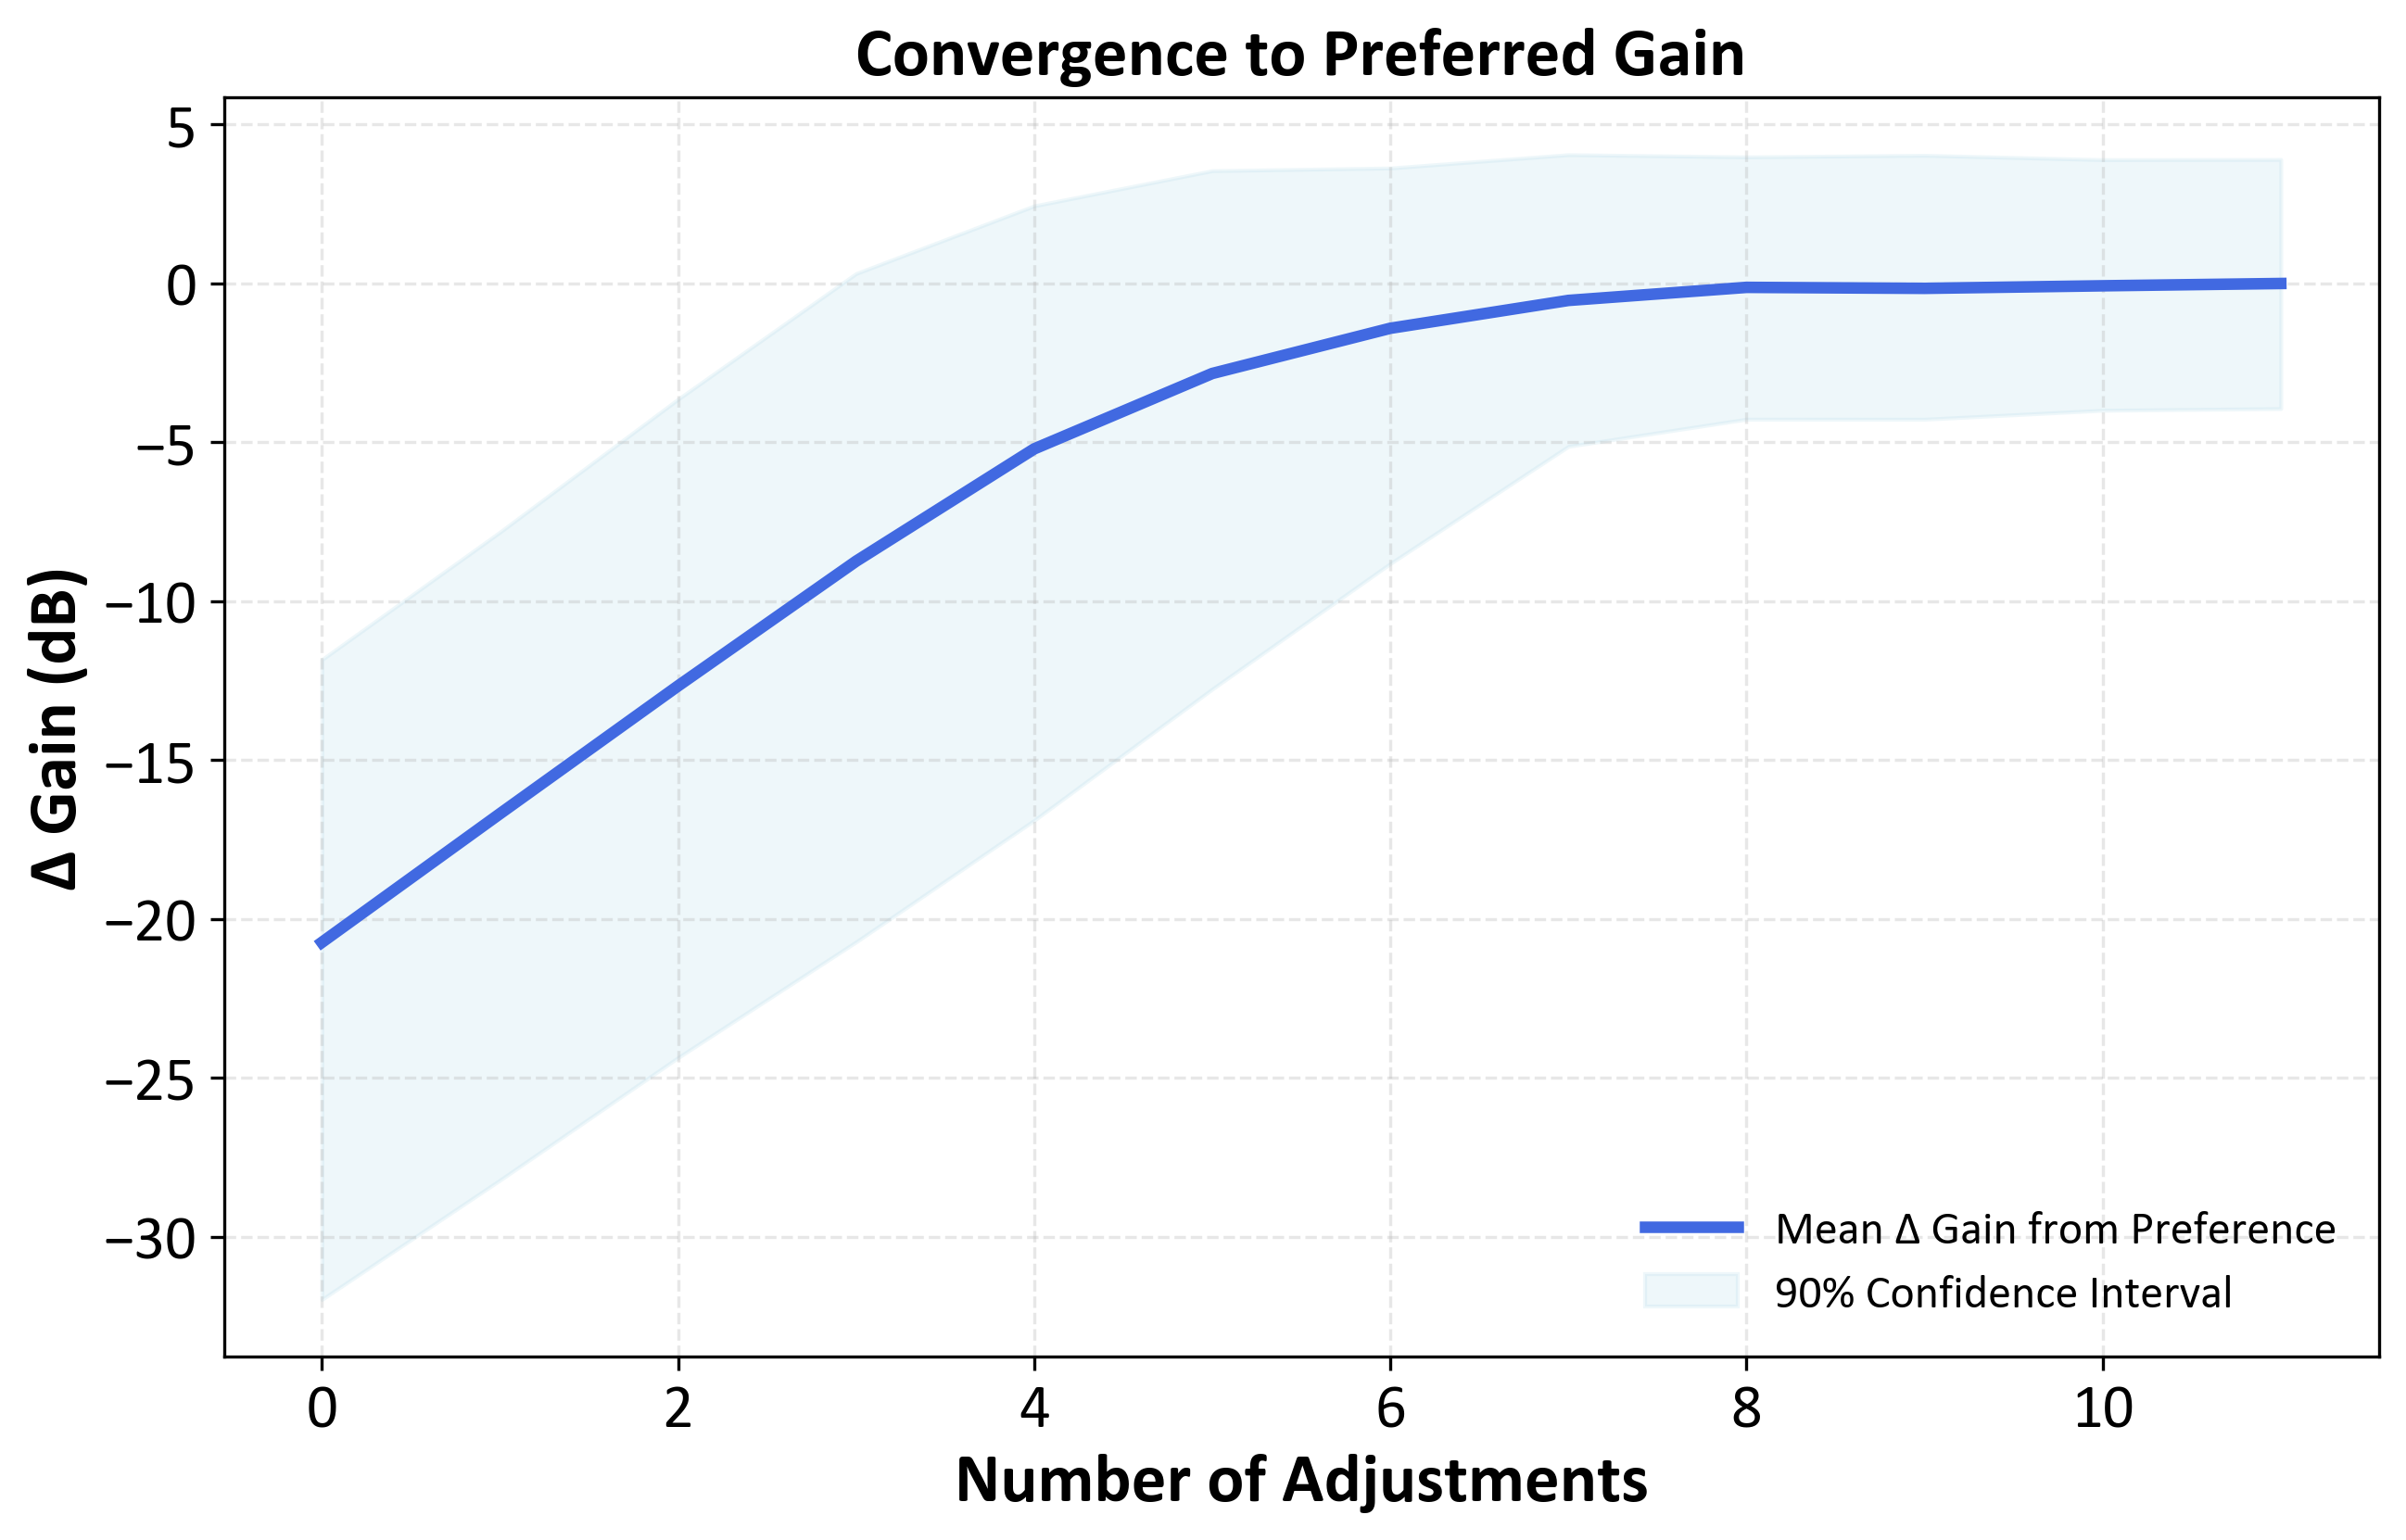 Convergence to Preferred Gain
5
0
−5
−10
−15
−20
−25
−30
Δ Gain (dB)
Mean Δ Gain from Preference
90% Confidence Interval
0 2 4 6 8 10
Number of Adjustments